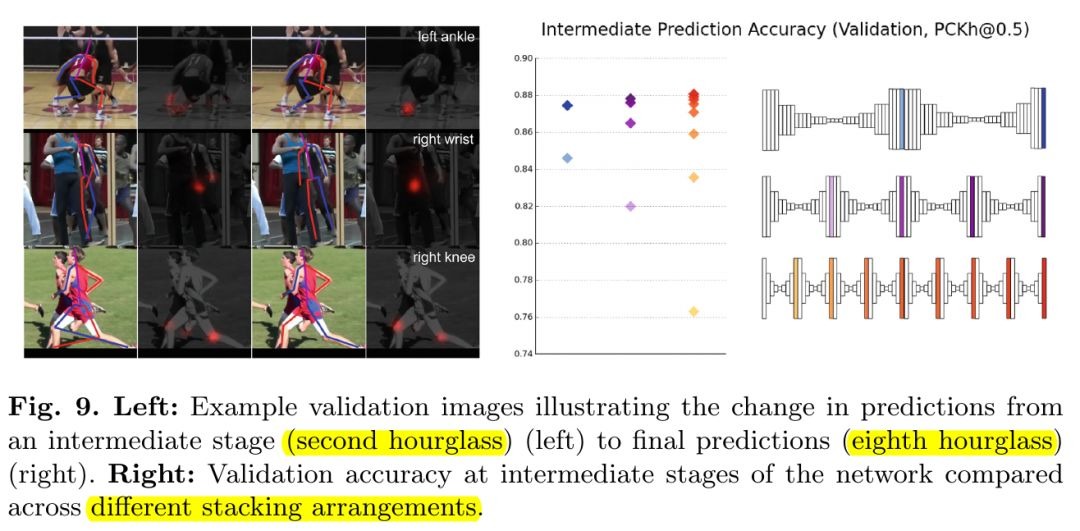 left ankle
right wrist
right knee
Intermediate Prediction Accuracy (Validation, PCKh@0.5)
0.90
0.88
0.86
0.84
0.82
0.80
0.78
0.76
0.74
Fig. 9. Left: Example validation images illustrating the change in predictions from
an intermediate stage (second hourglass) (left) to final predictions (eighth hourglass)
(right). Right: Validation accuracy at intermediate stages of the network compared
across different stacking arrangements.